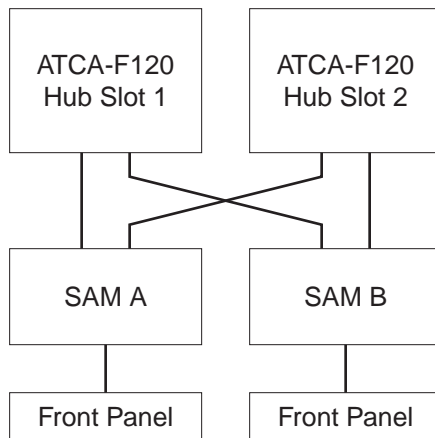 ATCA-F120
Hub Slot 1
ATCA-F120
Hub Slot 2
SAM A
SAM B
Front Panel
Front Panel